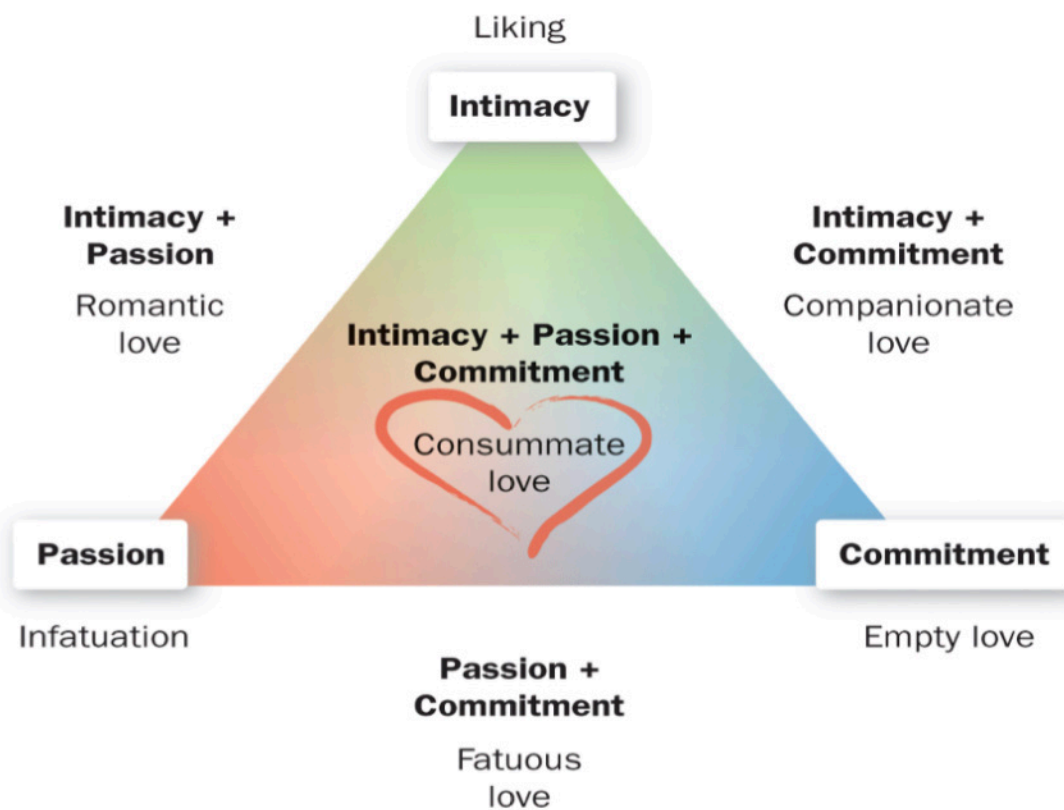 Liking
Intimacy
Intimacy +
Passion
Romantic
love
Intimacy +
Commitment
Companionate
love
Intimacy + Passion +
Commitment
Consummate
love
Passion
Infatuation
Commitment
Empty love
Passion +
Commitment
Fatuous
love